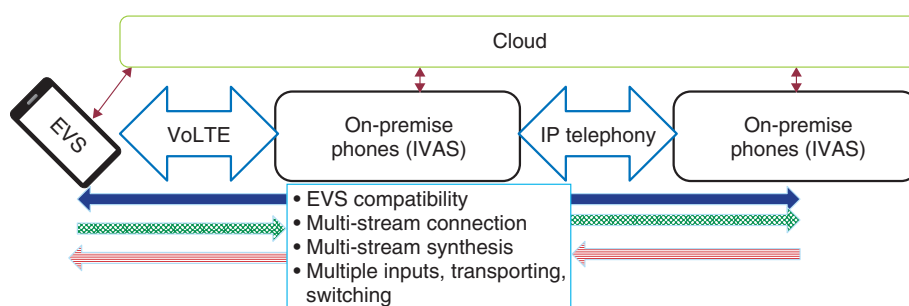 Cloud
EVS
VoLTE
On-premise
phones (IVAS)
IP telephony
On-premise
phones (IVAS)
• EVS compatibility
• Multi-stream connection
• Multi-stream synthesis
• Multiple inputs, transporting,
switching